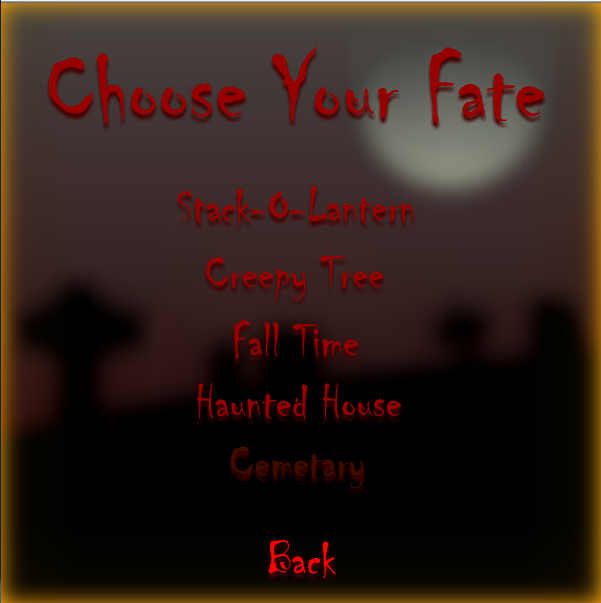 Choose Your Fate
Stack-O-Lantern
Creepy Tree
Fall Time
Haunted House
Cemetary
Back